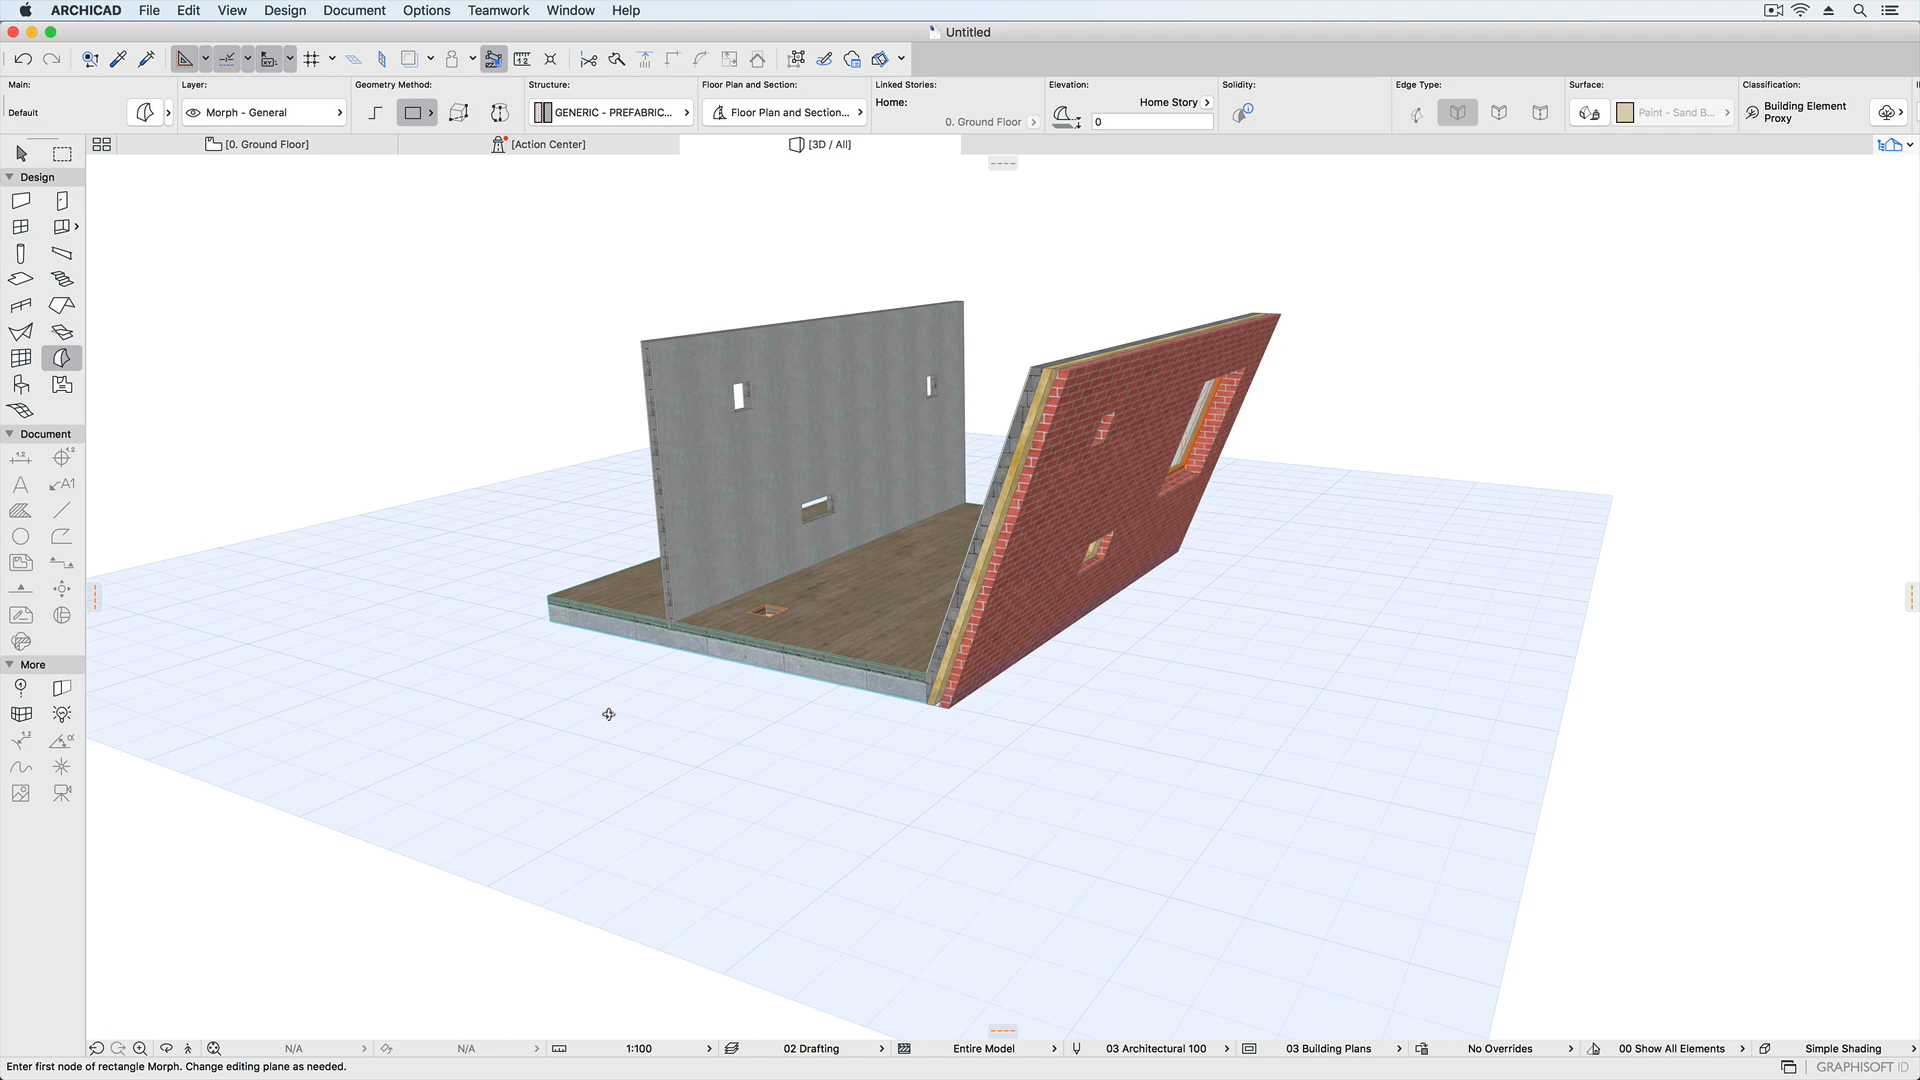 ARCHICAD File Edit View Design Document Options Teamwork Window Help
Untitled
Main: Layer: Geometry Method: Structure: Floor Plan and Section: Linked Stories: Elevation: Solidity: Edge Type: Surface: Classification:
Default Morph - General GENERIC - PREFABRIC... Floor Plan and Section... Home: Home Story Paint - Sand B... Building Element Proxy
0. Ground Floor 0
[0. Ground Floor] [Action Center] [3D / All]
Design
Document
More
N/A N/A 1:100 02 Drafting Entire Model 03 Architectural 100 03 Building Plans No Overrides 00 Show All Elements Simple Shading
Enter first node of rectangle Morph. Change editing plane as needed. GRAPHISOFT ID